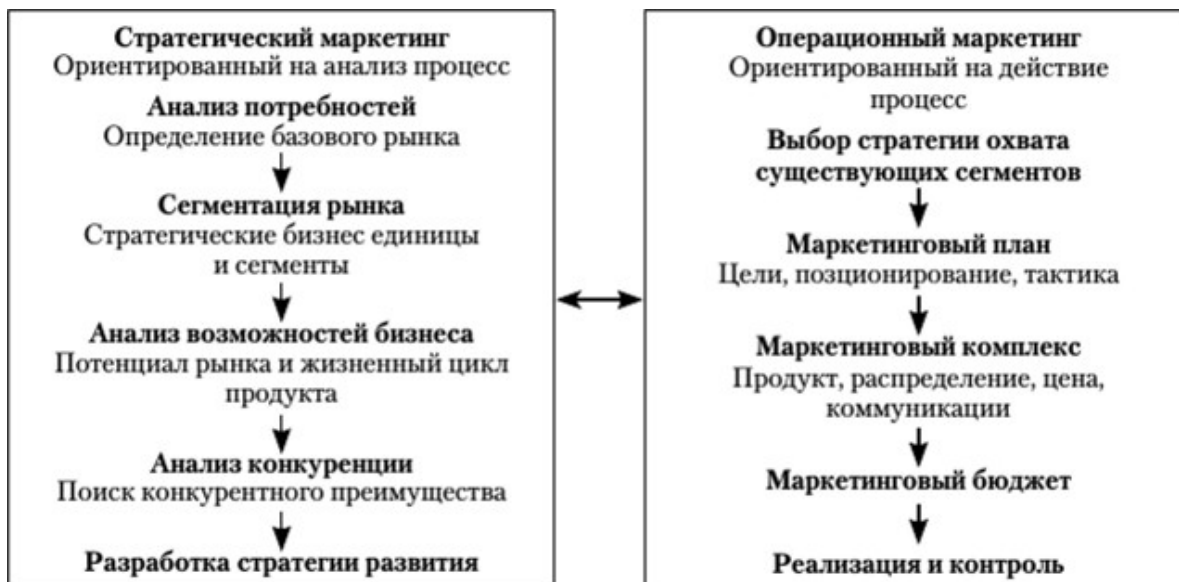 Стратегический маркетинг
Ориентированный на анализ процесс
Анализ потребностей
Определение базового рынка
Сегментация рынка
Стратегические бизнес единицы
и сегменты
Анализ возможностей бизнеса
Потенциал рынка и жизненный цикл
продукта
Анализ конкуренции
Поиск конкурентного преимущества
Разработка стратегии развития
Операционный маркетинг
Ориентированный на действие
процесс
Выбор стратегии охвата
существующих сегментов
Маркетинговый план
Цели, позционирование, тактика
Маркетинговый комплекс
Продукт, распределение, цена,
коммуникации
Маркетинговый бюджет
Реализация и контроль